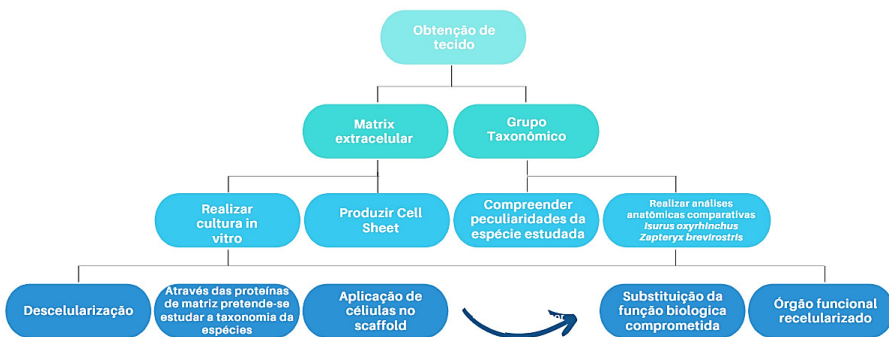 Obtenção de
tecido
Matrix
extracelular
Grupo
Taxonômico
Realizar
cultura in
vitro
Produzir Cell
Sheet
Compreender
peculiaridades da
espécie estudada
Realizar análises
anatômicas comparativas
Isurus oxyrhinchus
Zapteryx brevirostris
Descelularização
Através das proteínas
de matriz pretende-se
estudar a taxonomia da
espécies
Aplicação de
células no
scaffold
Substituição da
função biologica
comprometida
Órgão funcional
recelularizado